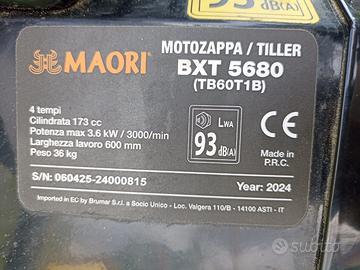 93
dB(A)
MAORI
MOTOZAPPA / TILLER
BXT 5680
(TB60T1B)
4 tempi
Cilindrata 173 cc
Potenza max 3.6 kW / 3000/min
Larghezza lavoro 600 mm
Peso 36 kg
LWA
93 dB(A)
CE
Made in
P.R.C.
S/N: 060425-24000815
Year: 2024
Imported in EC by Brumar S.r.l. a Socio Unico - Loc. Valgera 110/B - 14100 ASTI - IT
subito